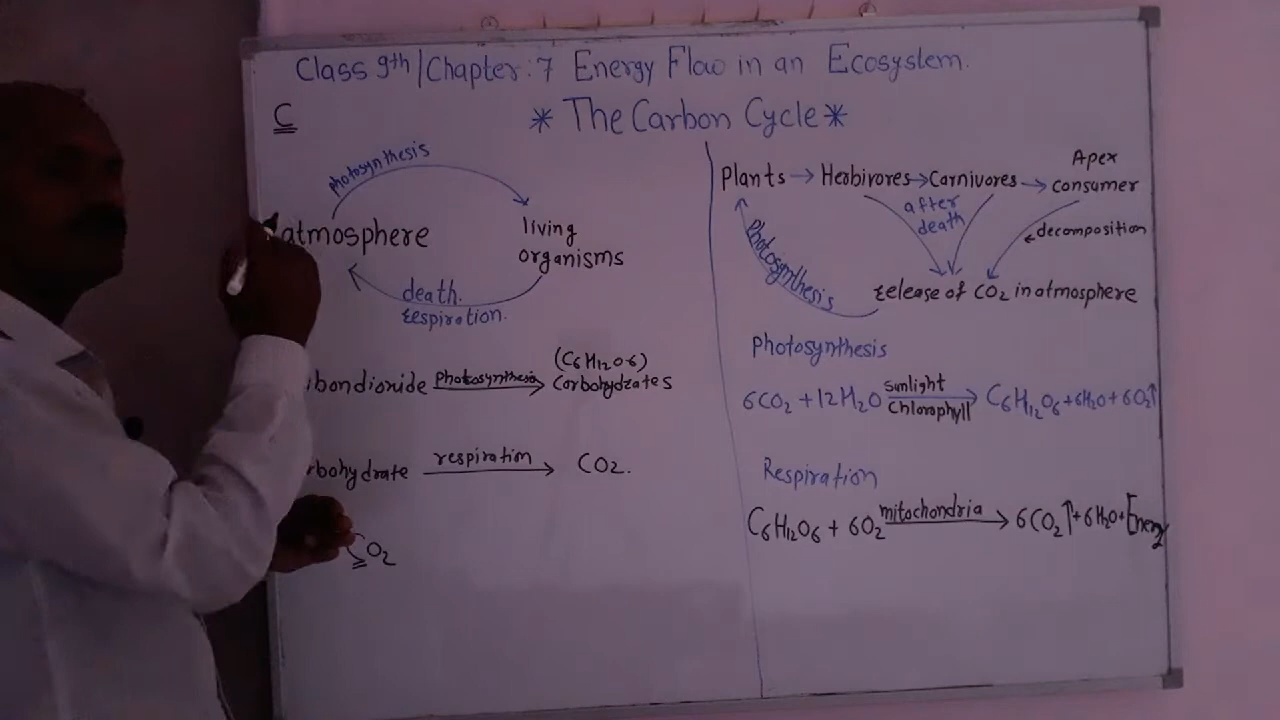 Class 9th/Chapter:7 Energy Flow in an Ecosystem.
C
* The Carbon Cycle *
photosynthesis
atmosphere
living
organisms
death.
respiration.
bondioxide photosynthesis (C6H12O6)
Carbohydrates
rbohydrate respiration CO2.
O2
Plants → Herbivores → Carnivores → Apex
consumer
after
death
decomposition
Photosynthesis
release of CO2 in atmosphere
Photosynthesis
6CO2 + 12H2O sunlight
Chlorophyll → C6H12O6 + 6H2O + 6O2↑
Respiration
C6H12O6 + 6O2 mitochondria → 6CO2↑ + 6H2O + Energy